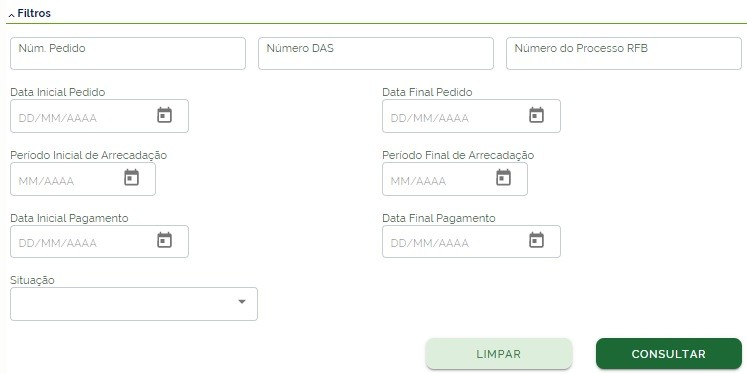 Filtros
Núm. Pedido
Número DAS
Número do Processo RFB
Data Inicial Pedido
Data Final Pedido
DD/MM/AAAA
DD/MM/AAAA
Período Inicial de Arrecadação
Período Final de Arrecadação
MM/AAAA
MM/AAAA
Data Inicial Pagamento
Data Final Pagamento
DD/MM/AAAA
DD/MM/AAAA
Situação
LIMPAR
CONSULTAR